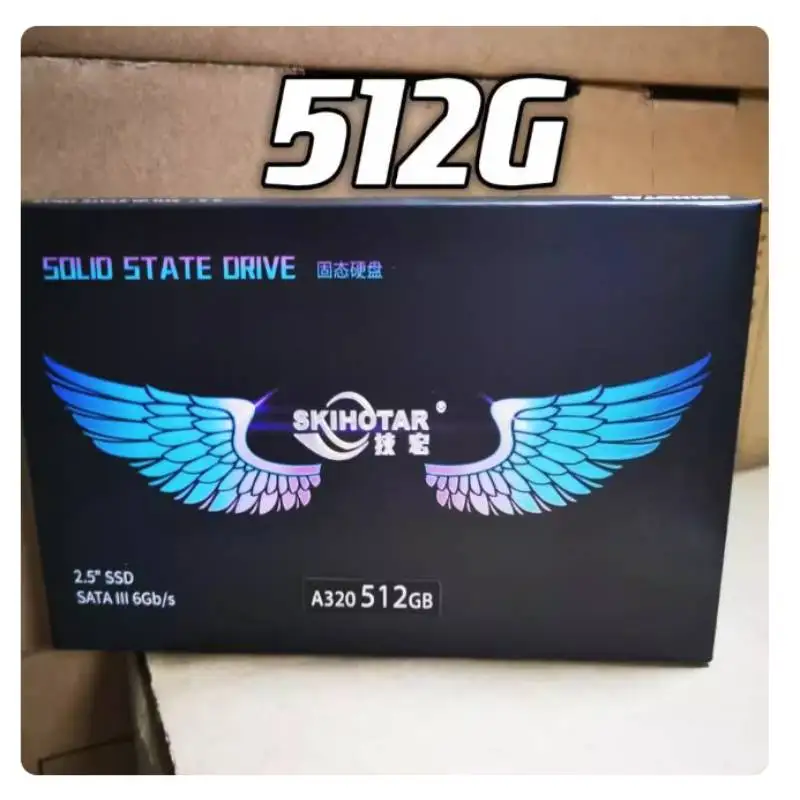 512G
SKIHOTAR
SOLID STATE DRIVE 固态硬盘
SKIHOTAR®
技宏
2.5" SSD
SATA III 6Gb/s
A320 512GB